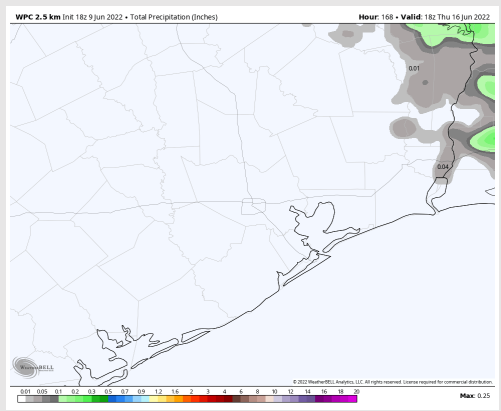 WPC 2.5 km Init 18z 9 Jun 2022 • Total Precipitation (Inches)
Hour: 168 • Valid: 18z Thu 16 Jun 2022
0.01
0.04
WeatherBELL
© 2022 WeatherBELL Analytics, LLC. All rights reserved. License required for commercial distribution.
0.01 0.05 0.1 0.2 0.3 0.5 0.7 0.9 1.2 1.6 2 3 4 6 8 10 12 14 16 18 20
Max: 0.25